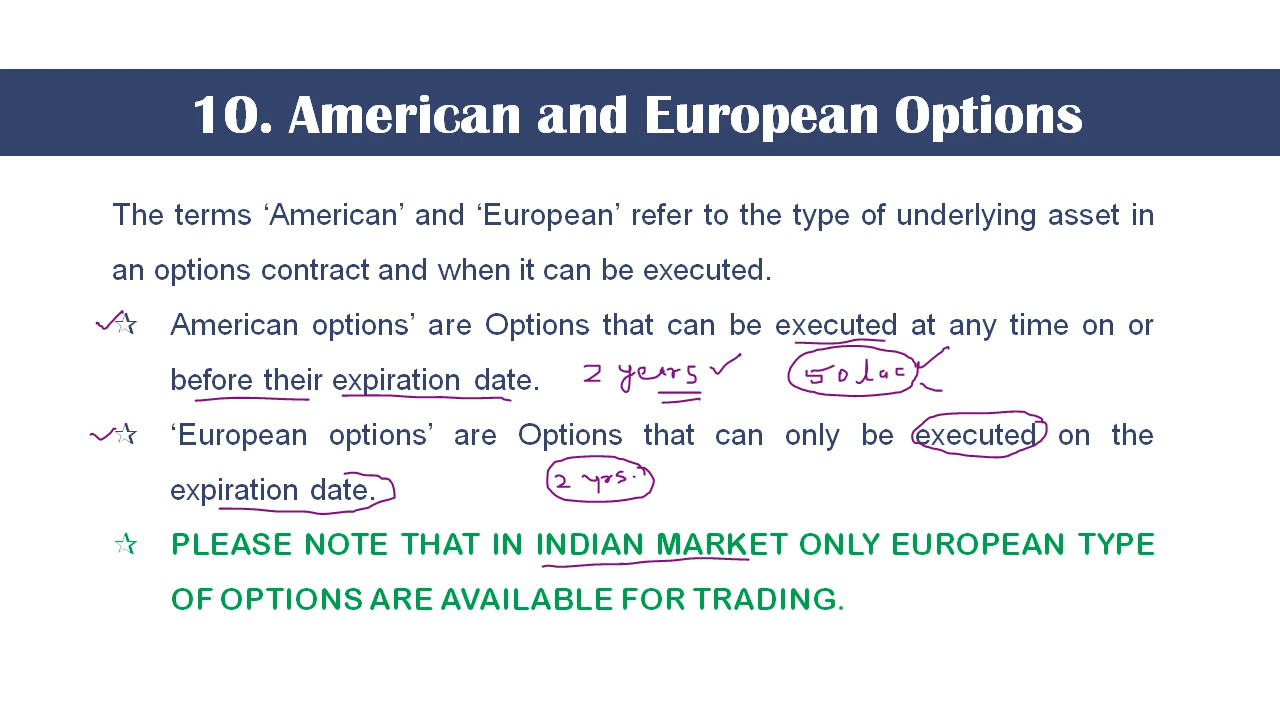 10. American and European Options
The terms ‘American’ and ‘European’ refer to the type of underlying asset in
an options contract and when it can be executed.
American options’ are Options that can be executed at any time on or
before their expiration date. 2 years 50 lac
‘European options’ are Options that can only be executed on the
expiration date. 2 yrs.
PLEASE NOTE THAT IN INDIAN MARKET ONLY EUROPEAN TYPE
OF OPTIONS ARE AVAILABLE FOR TRADING.